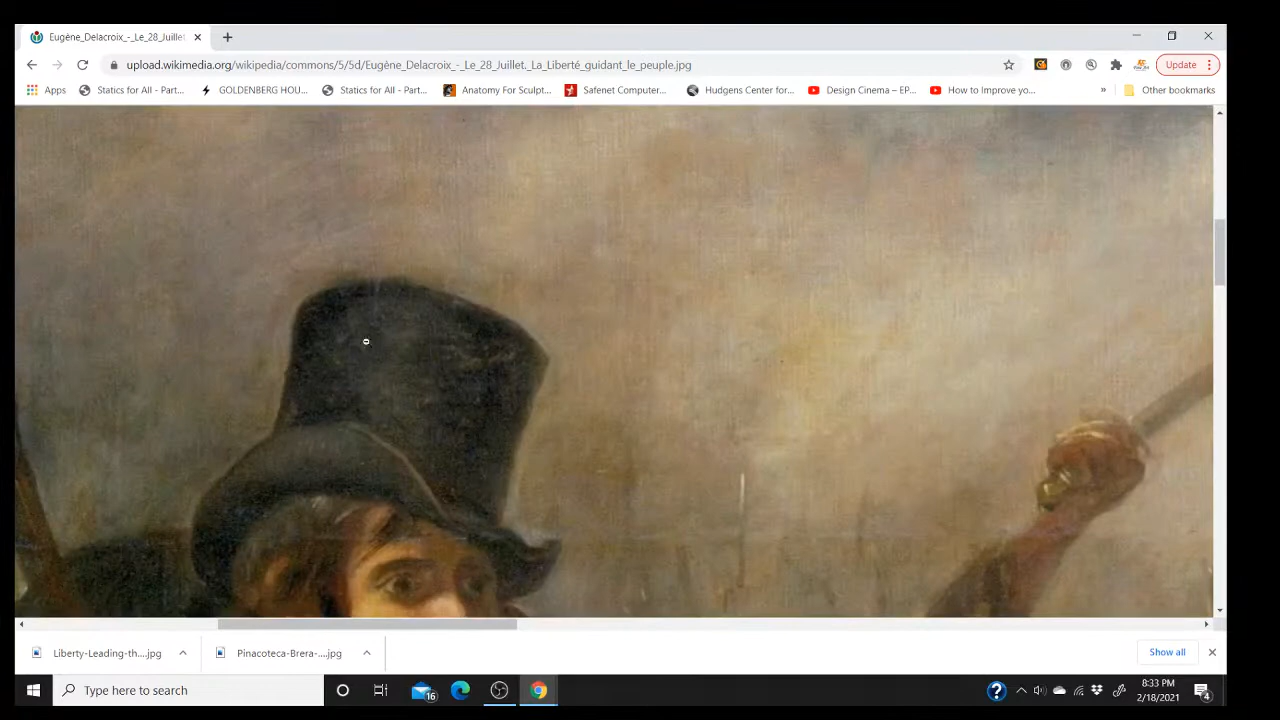 Eugène_Delacroix_-_Le_28_Juillet
upload.wikimedia.org/wikipedia/commons/5/5d/Eugène_Delacroix_-_Le_28_Juillet._La_Liberté_guidant_le_peuple.jpg
Update
Apps Statics for All - Part... GOLDENBERG HOU... Statics for All - Part... Anatomy For Sculpt... Safenet Computer... Hudgens Center for... Design Cinema – EP... How to Improve yo... » Other bookmarks
Liberty-Leading-th....jpg Pinacoteca-Brera-....jpg Show all
Type here to search
16
8:33 PM
2/18/2021
4